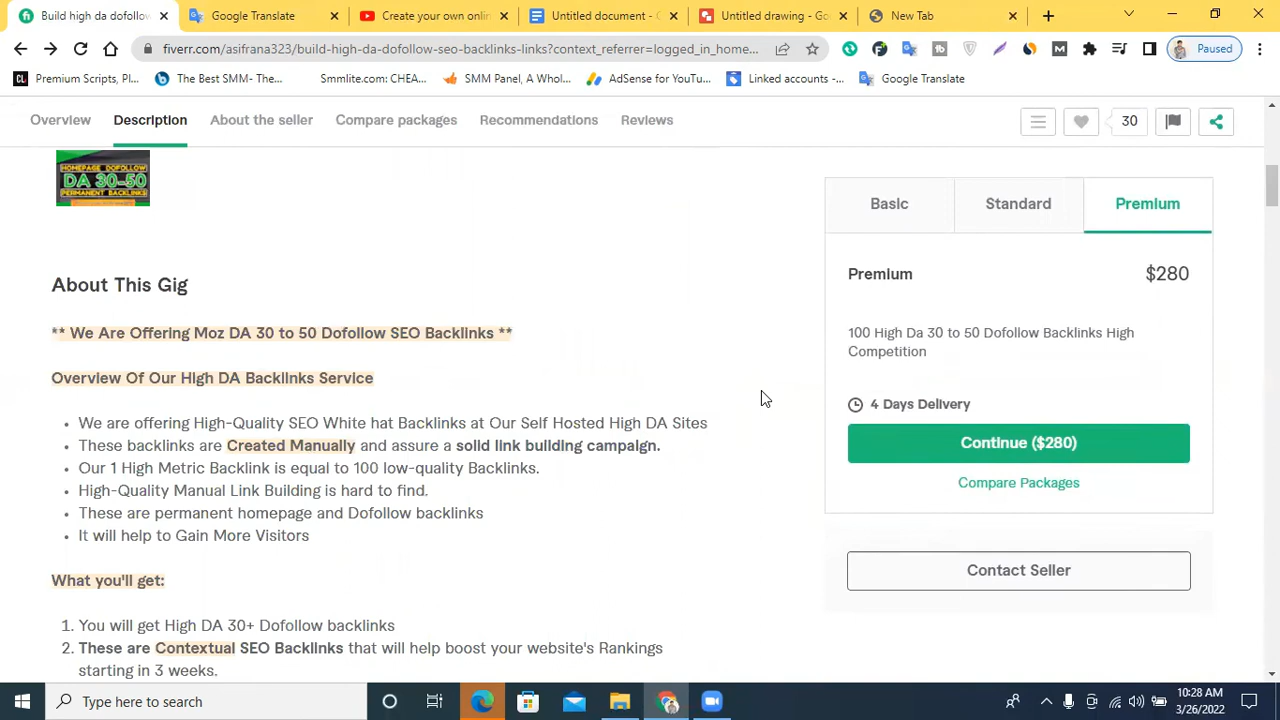 Build high da dofollow
Google Translate
Create your own onlin
Untitled document - G
Untitled drawing - Go
New Tab
fiverr.com/asifrana323/build-high-da-dofollow-seo-backlinks-links?context_referrer=logged_in_home...
Paused
Premium Scripts, Pl...
The Best SMM- The...
Smmlite.com: CHEA...
SMM Panel, A Whol...
AdSense for YouTu...
Linked accounts -...
Google Translate
Overview
Description
About the seller
Compare packages
Recommendations
Reviews
30
HOMEPAGE DOFOLLOW
DA 30-50
PERMANENT BACKLINKS
Basic
Standard
Premium
Premium
$280
100 High Da 30 to 50 Dofollow Backlinks High
Competition
4 Days Delivery
Continue ($280)
Compare Packages
Contact Seller
About This Gig
** We Are Offering Moz DA 30 to 50 Dofollow SEO Backlinks **
Overview Of Our High DA Backlinks Service
• We are offering High-Quality SEO White hat Backlinks at Our Self Hosted High DA Sites
• These backlinks are Created Manually and assure a solid link building campaign.
• Our 1 High Metric Backlink is equal to 100 low-quality Backlinks.
• High-Quality Manual Link Building is hard to find.
• These are permanent homepage and Dofollow backlinks
• It will help to Gain More Visitors
What you'll get:
1. You will get High DA 30+ Dofollow backlinks
2. These are Contextual SEO Backlinks that will help boost your website's Rankings
starting in 3 weeks.
Type here to search
10:28 AM
3/26/2022